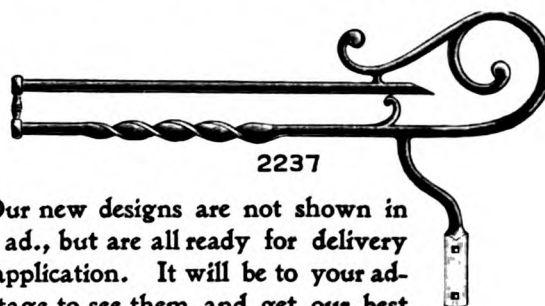 2237
Our new designs are not shown in
ad., but are all ready for delivery
application. It will be to your ad-
tage to see them and get our best